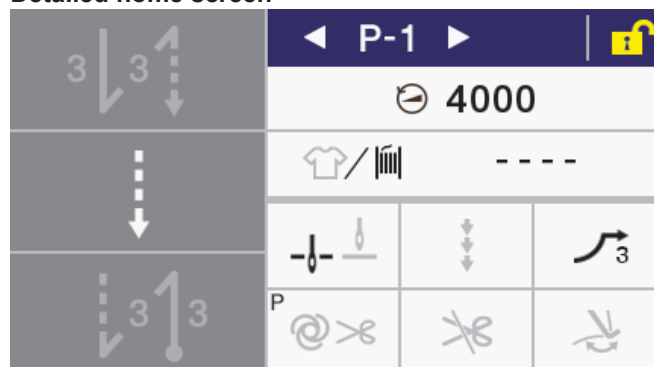 Detailed home screen
◀ P-1 ▶
3 3
4000
/ ----
3
P
3 3